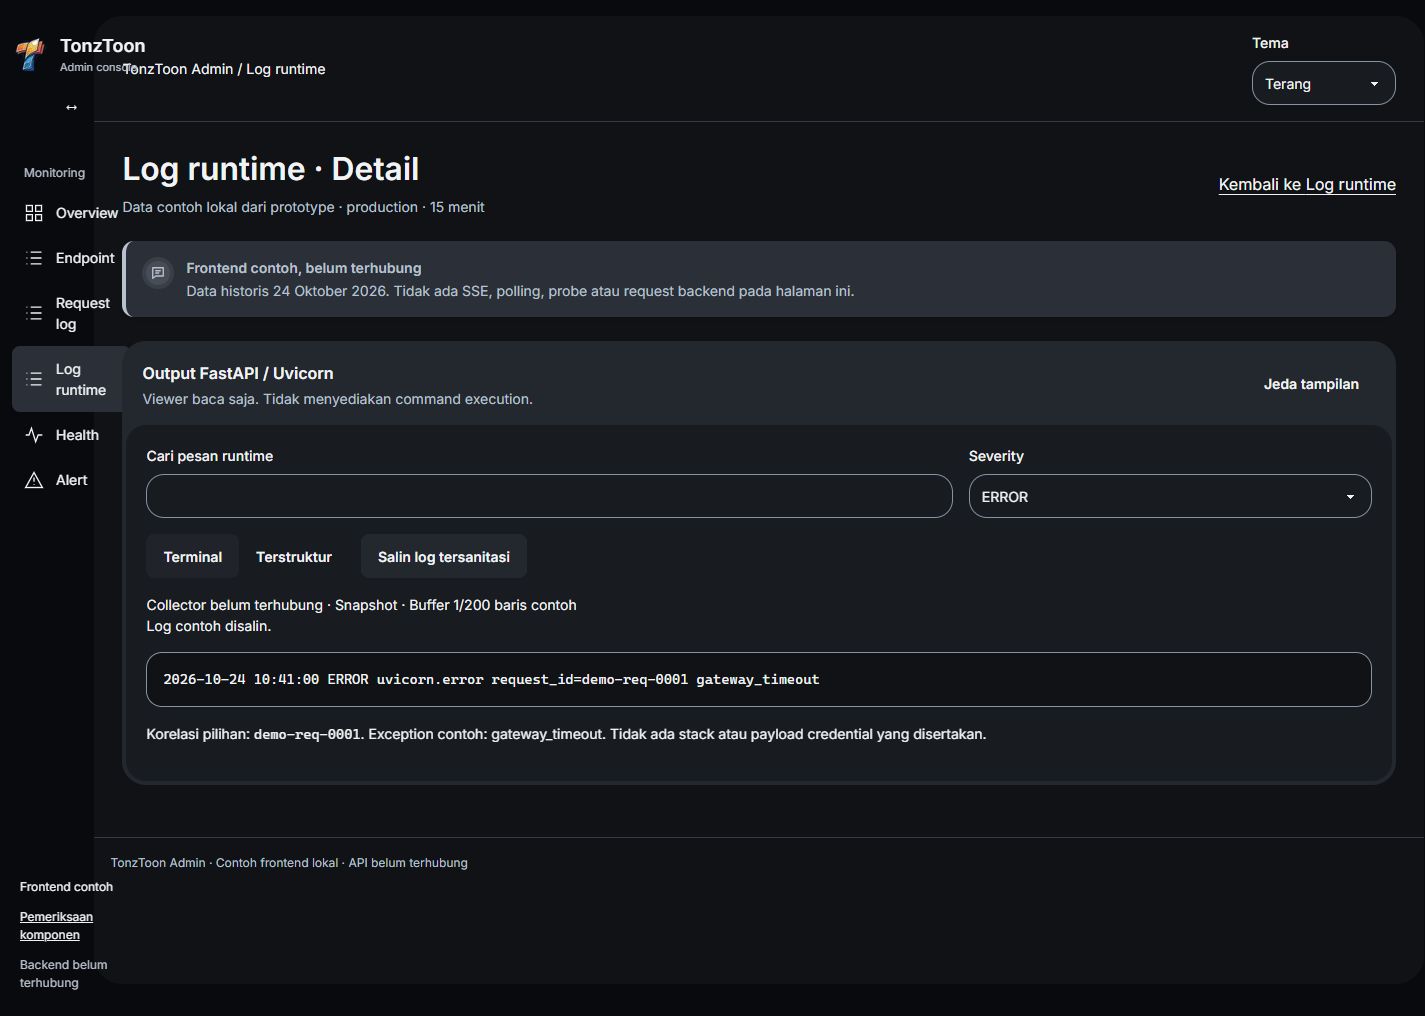 TonzToon
Admin console
TonzToon Admin / Log runtime
Tema
Terang
Monitoring
Overview
Endpoint
Request
log
Log
runtime
Health
Alert
Log runtime · Detail
Data contoh lokal dari prototype · production · 15 menit
Kembali ke Log runtime
Frontend contoh, belum terhubung
Data historis 24 Oktober 2026. Tidak ada SSE, polling, probe atau request backend pada halaman ini.
Output FastAPI / Uvicorn
Viewer baca saja. Tidak menyediakan command execution.
Jeda tampilan
Cari pesan runtime
Severity
ERROR
Terminal
Terstruktur
Salin log tersanitasi
Collector belum terhubung · Snapshot · Buffer 1/200 baris contoh
Log contoh disalin.
2026-10-24 10:41:00 ERROR uvicorn.error request_id=demo-req-0001 gateway_timeout
Korelasi pilihan: demo-req-0001. Exception contoh: gateway_timeout. Tidak ada stack atau payload credential yang disertakan.
TonzToon Admin · Contoh frontend lokal · API belum terhubung
Frontend contoh
Pemeriksaan
komponen
Backend belum
terhubung